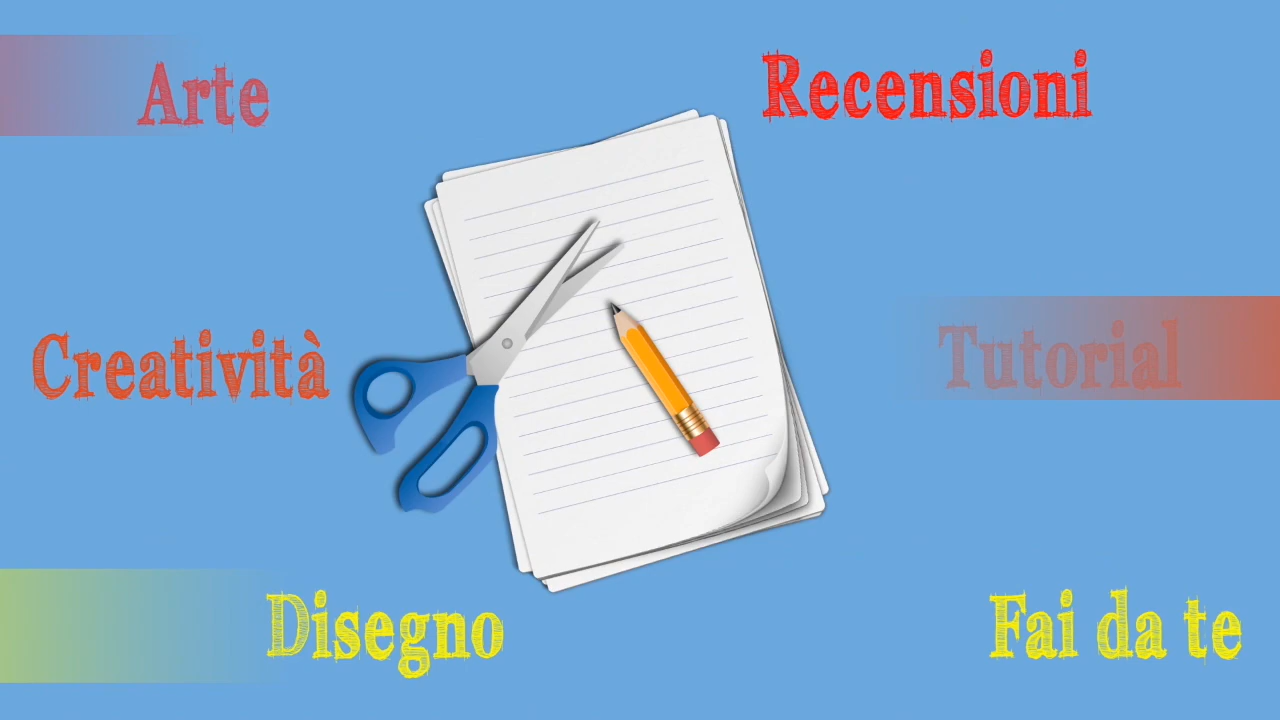 Arte
Recensioni
Creatività
Tutorial
Disegno
Fai da te